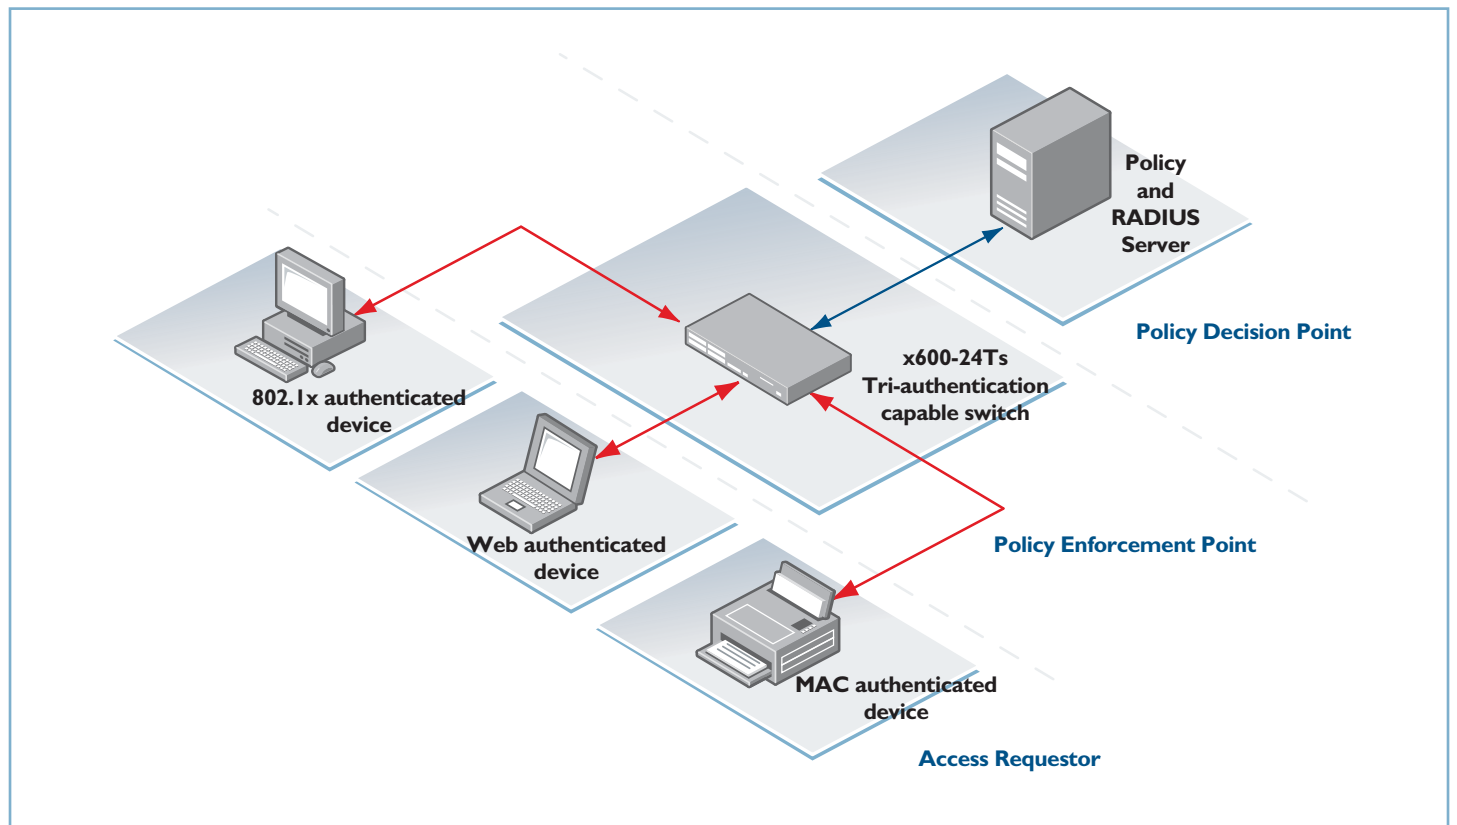 Policy
and
RADIUS
Server
Policy Decision Point
x600-24Ts
Tri-authentication
capable switch
802.1x authenticated
device
Web authenticated
device
Policy Enforcement Point
MAC authenticated
device
Access Requestor